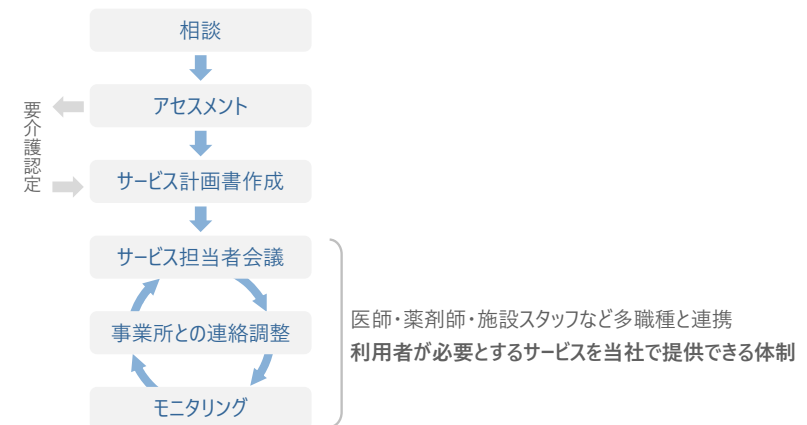 相談
アセスメント
要介護認定
サービス計画書作成
サービス担当者会議
事業所との連絡調整
モニタリング
医師・薬剤師・施設スタッフなど多職種と連携
利用者が必要とするサービスを当社で提供できる体制